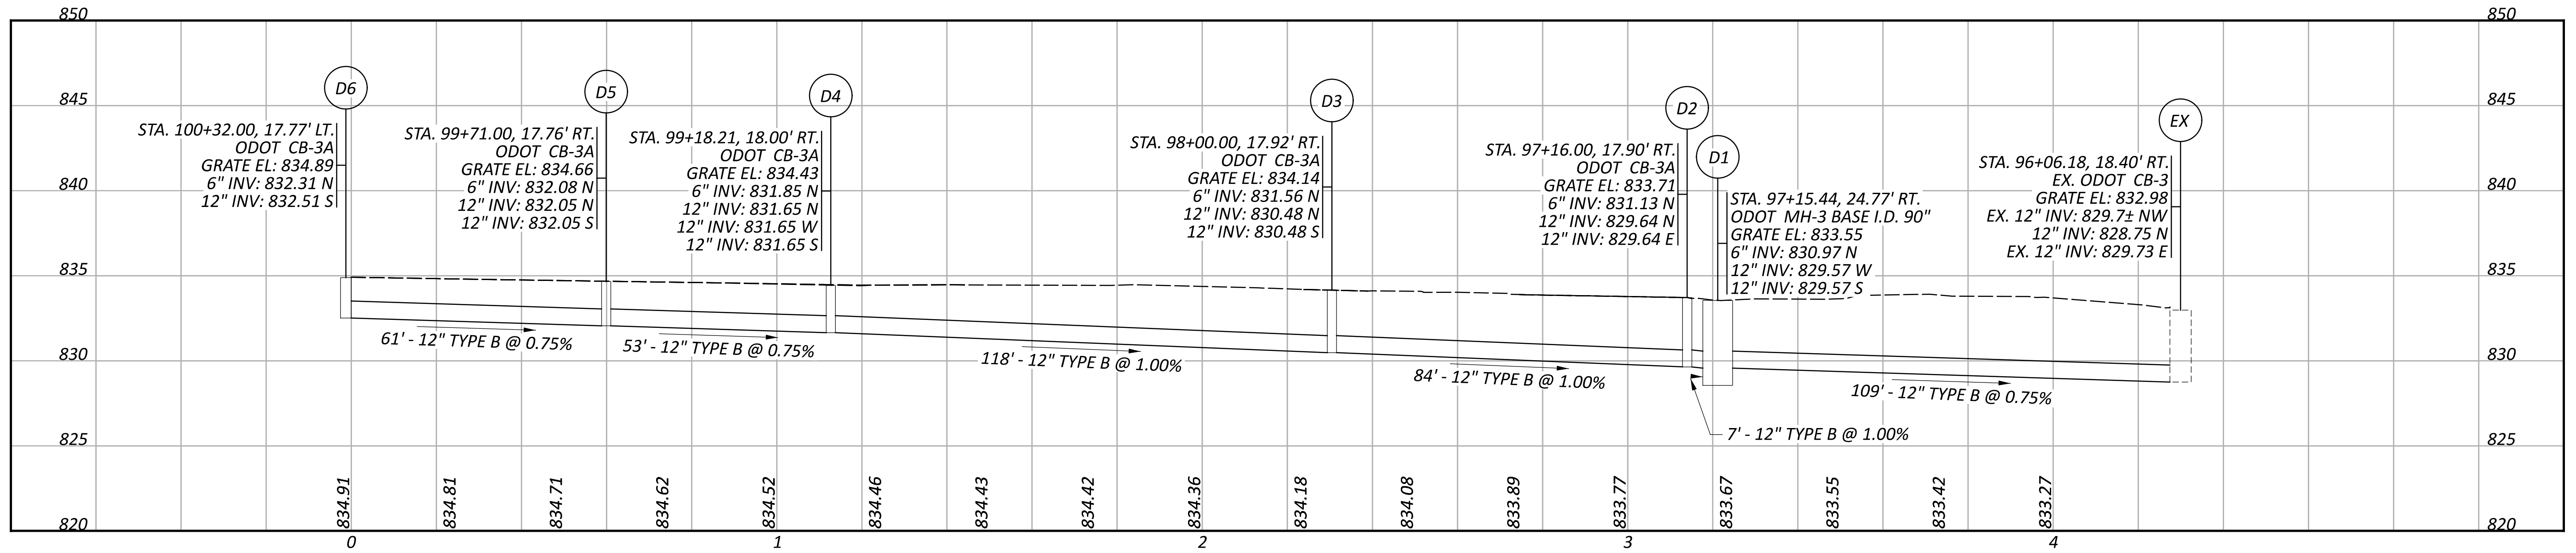 850
850
D6
D5
D4
D3
D2
D1
EX
845
845
STA. 100+32.00, 17.77' LT.
ODOT CB-3A
GRATE EL: 834.89
6" INV: 832.31 N
12" INV: 832.51 S
STA. 99+71.00, 17.76' RT.
ODOT CB-3A
GRATE EL: 834.66
6" INV: 832.08 N
12" INV: 832.05 N
12" INV: 832.05 S
STA. 99+18.21, 18.00' RT.
ODOT CB-3A
GRATE EL: 834.43
6" INV: 831.85 N
12" INV: 831.65 N
12" INV: 831.65 W
12" INV: 831.65 S
STA. 98+00.00, 17.92' RT.
ODOT CB-3A
GRATE EL: 834.14
6" INV: 831.56 N
12" INV: 830.48 N
12" INV: 830.48 S
STA. 97+16.00, 17.90' RT.
ODOT CB-3A
GRATE EL: 833.71
6" INV: 831.13 N
12" INV: 829.64 N
12" INV: 829.64 E
STA. 97+15.44, 24.77' RT.
ODOT MH-3 BASE I.D. 90"
GRATE EL: 833.55
6" INV: 830.97 N
12" INV: 829.57 W
12" INV: 829.57 S
STA. 96+06.18, 18.40' RT.
EX. ODOT CB-3
GRATE EL: 832.98
EX. 12" INV: 829.7± NW
12" INV: 828.75 N
EX. 12" INV: 829.73 E
840
840
835
835
830
830
61' - 12" TYPE B @ 0.75%
53' - 12" TYPE B @ 0.75%
118' - 12" TYPE B @ 1.00%
84' - 12" TYPE B @ 1.00%
109' - 12" TYPE B @ 0.75%
7' - 12" TYPE B @ 1.00%
825
825
834.91
834.81
834.71
834.62
834.52
834.46
834.43
834.42
834.36
834.18
834.08
833.89
833.77
833.67
833.55
833.42
833.27
820
820
0
1
2
3
4